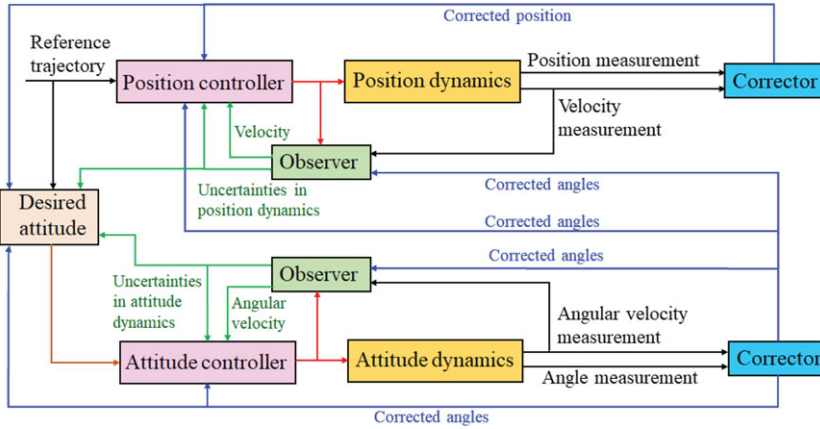 Corrected position
Reference
trajectory
Position controller
Position dynamics
Position measurement
Corrector
Velocity
measurement
Velocity
Observer
Uncertainties in
position dynamics
Corrected angles
Desired
attitude
Corrected angles
Corrected angles
Observer
Uncertainties
in attitude
dynamics
Angular
velocity
Angular velocity
measurement
Attitude controller
Attitude dynamics
Corrector
Angle measurement
Corrected angles